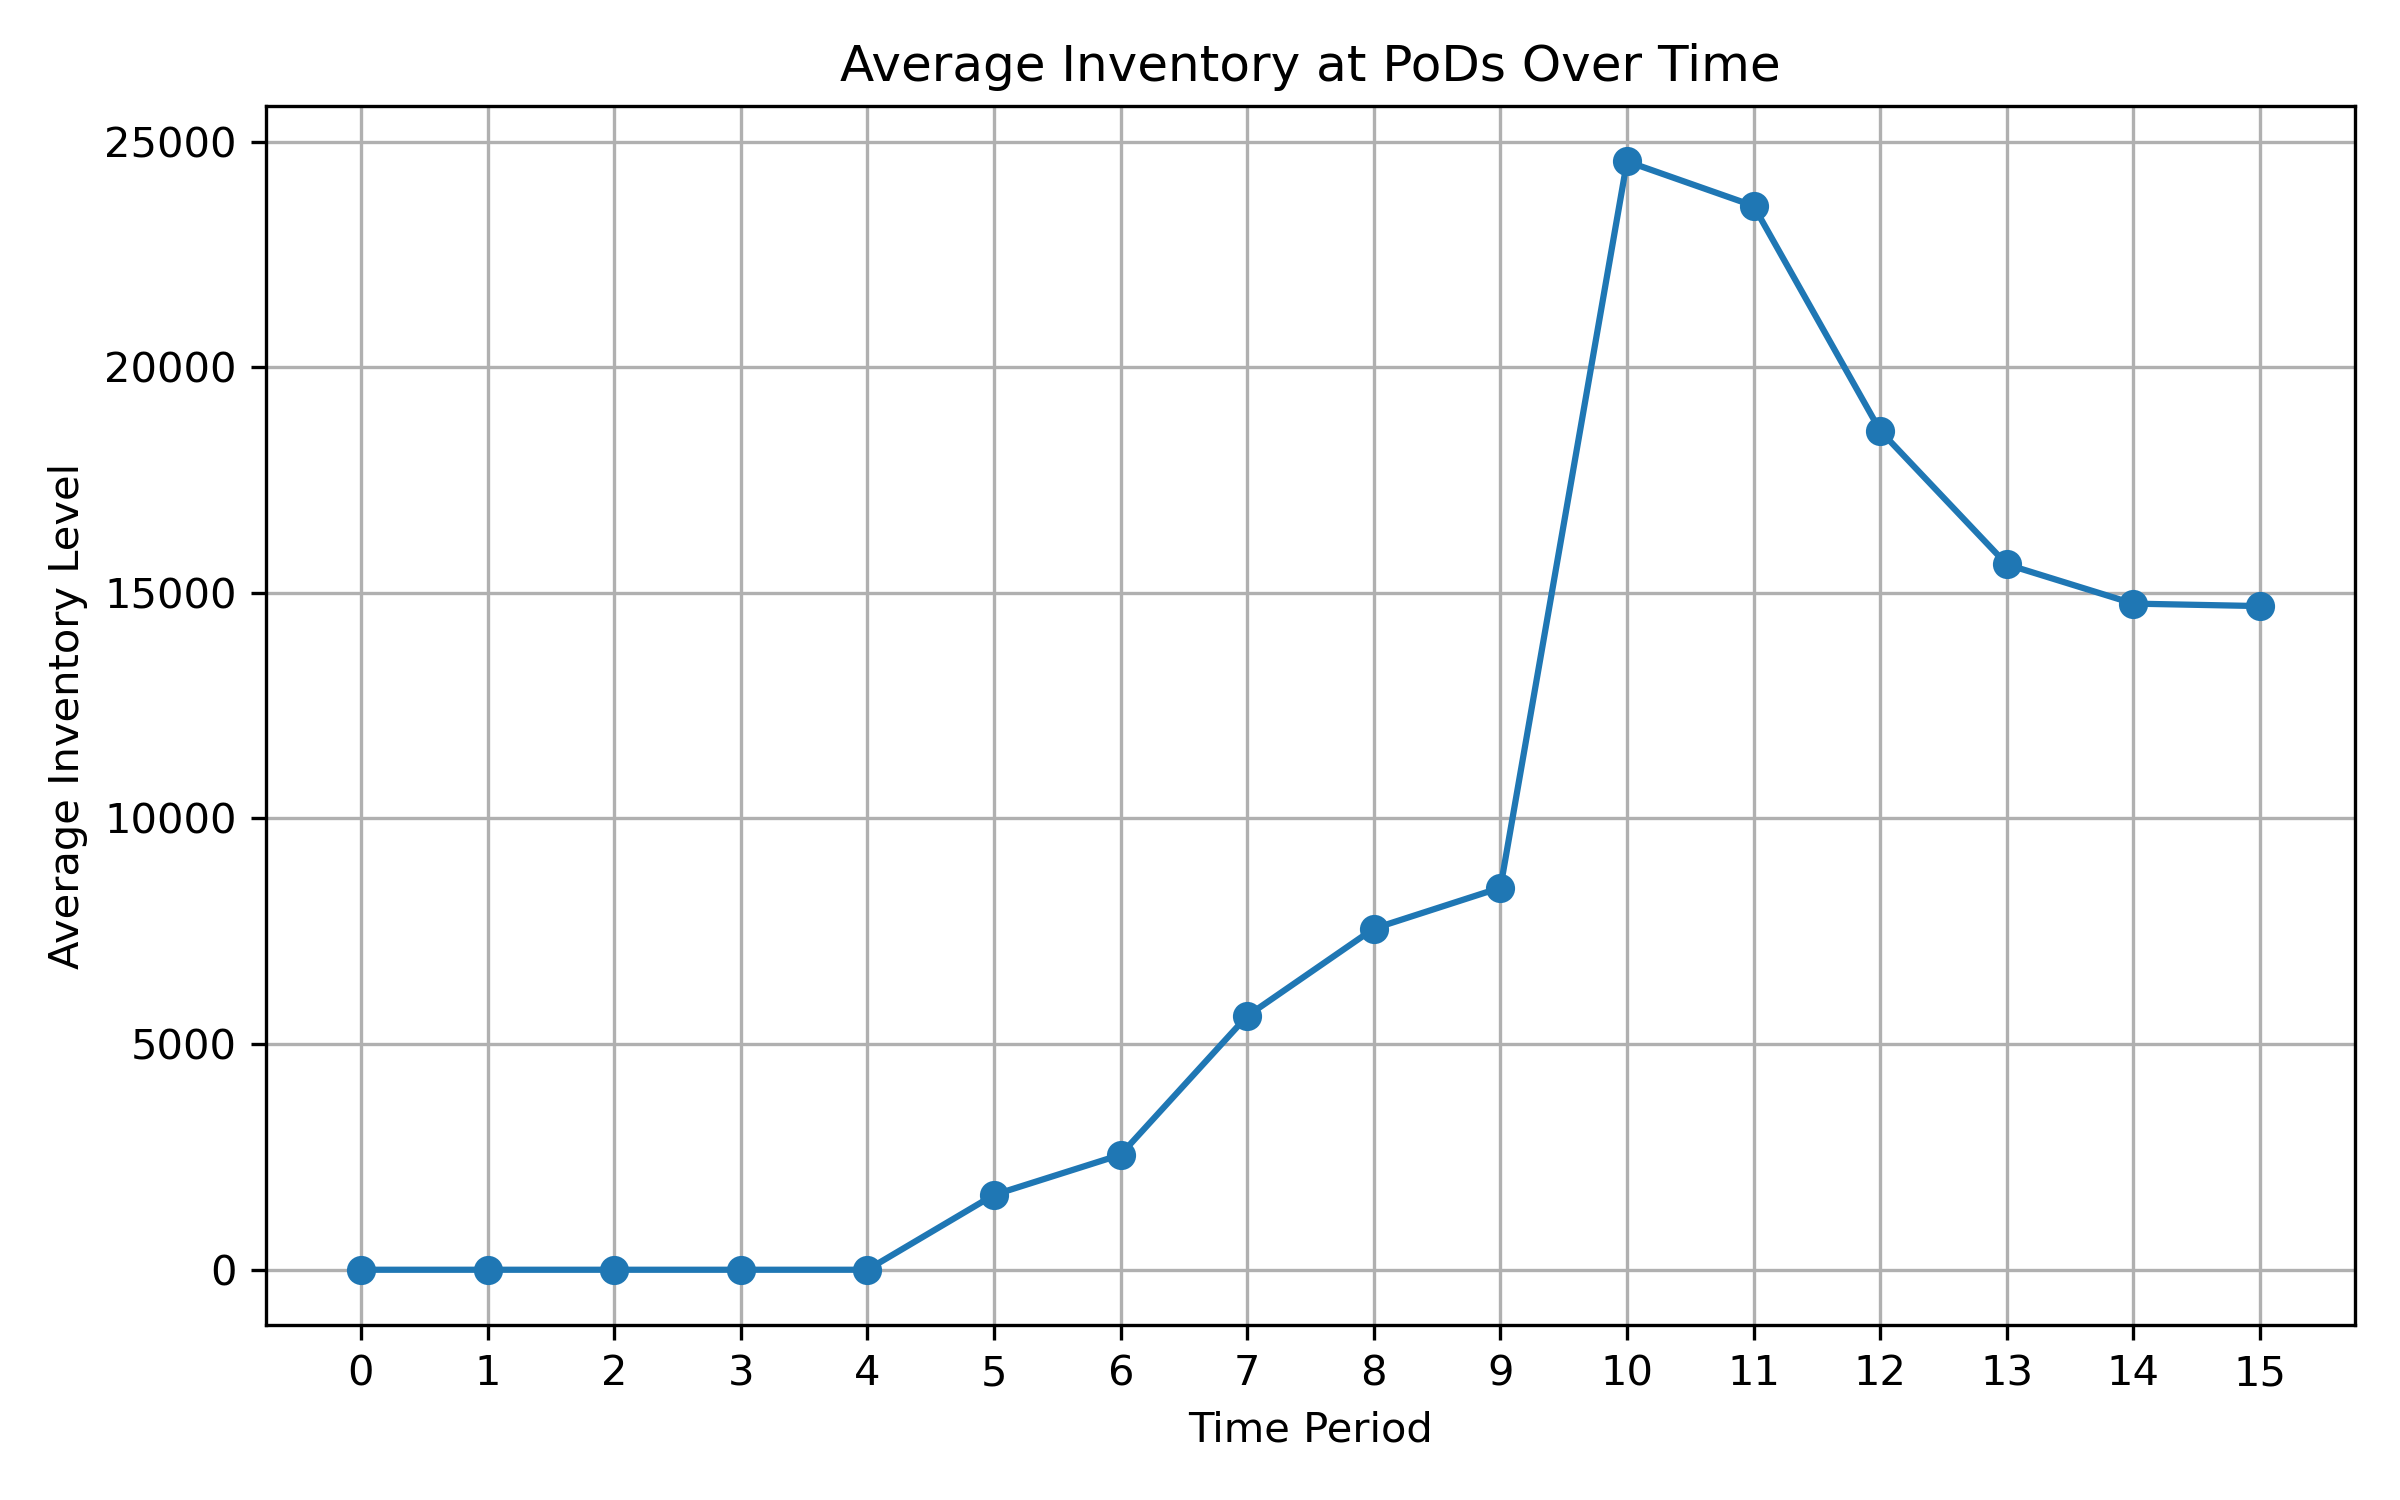 Average Inventory at PoDs Over Time
Average Inventory Level
25000
20000
15000
10000
5000
0
0 1 2 3 4 5 6 7 8 9 10 11 12 13 14 15
Time Period